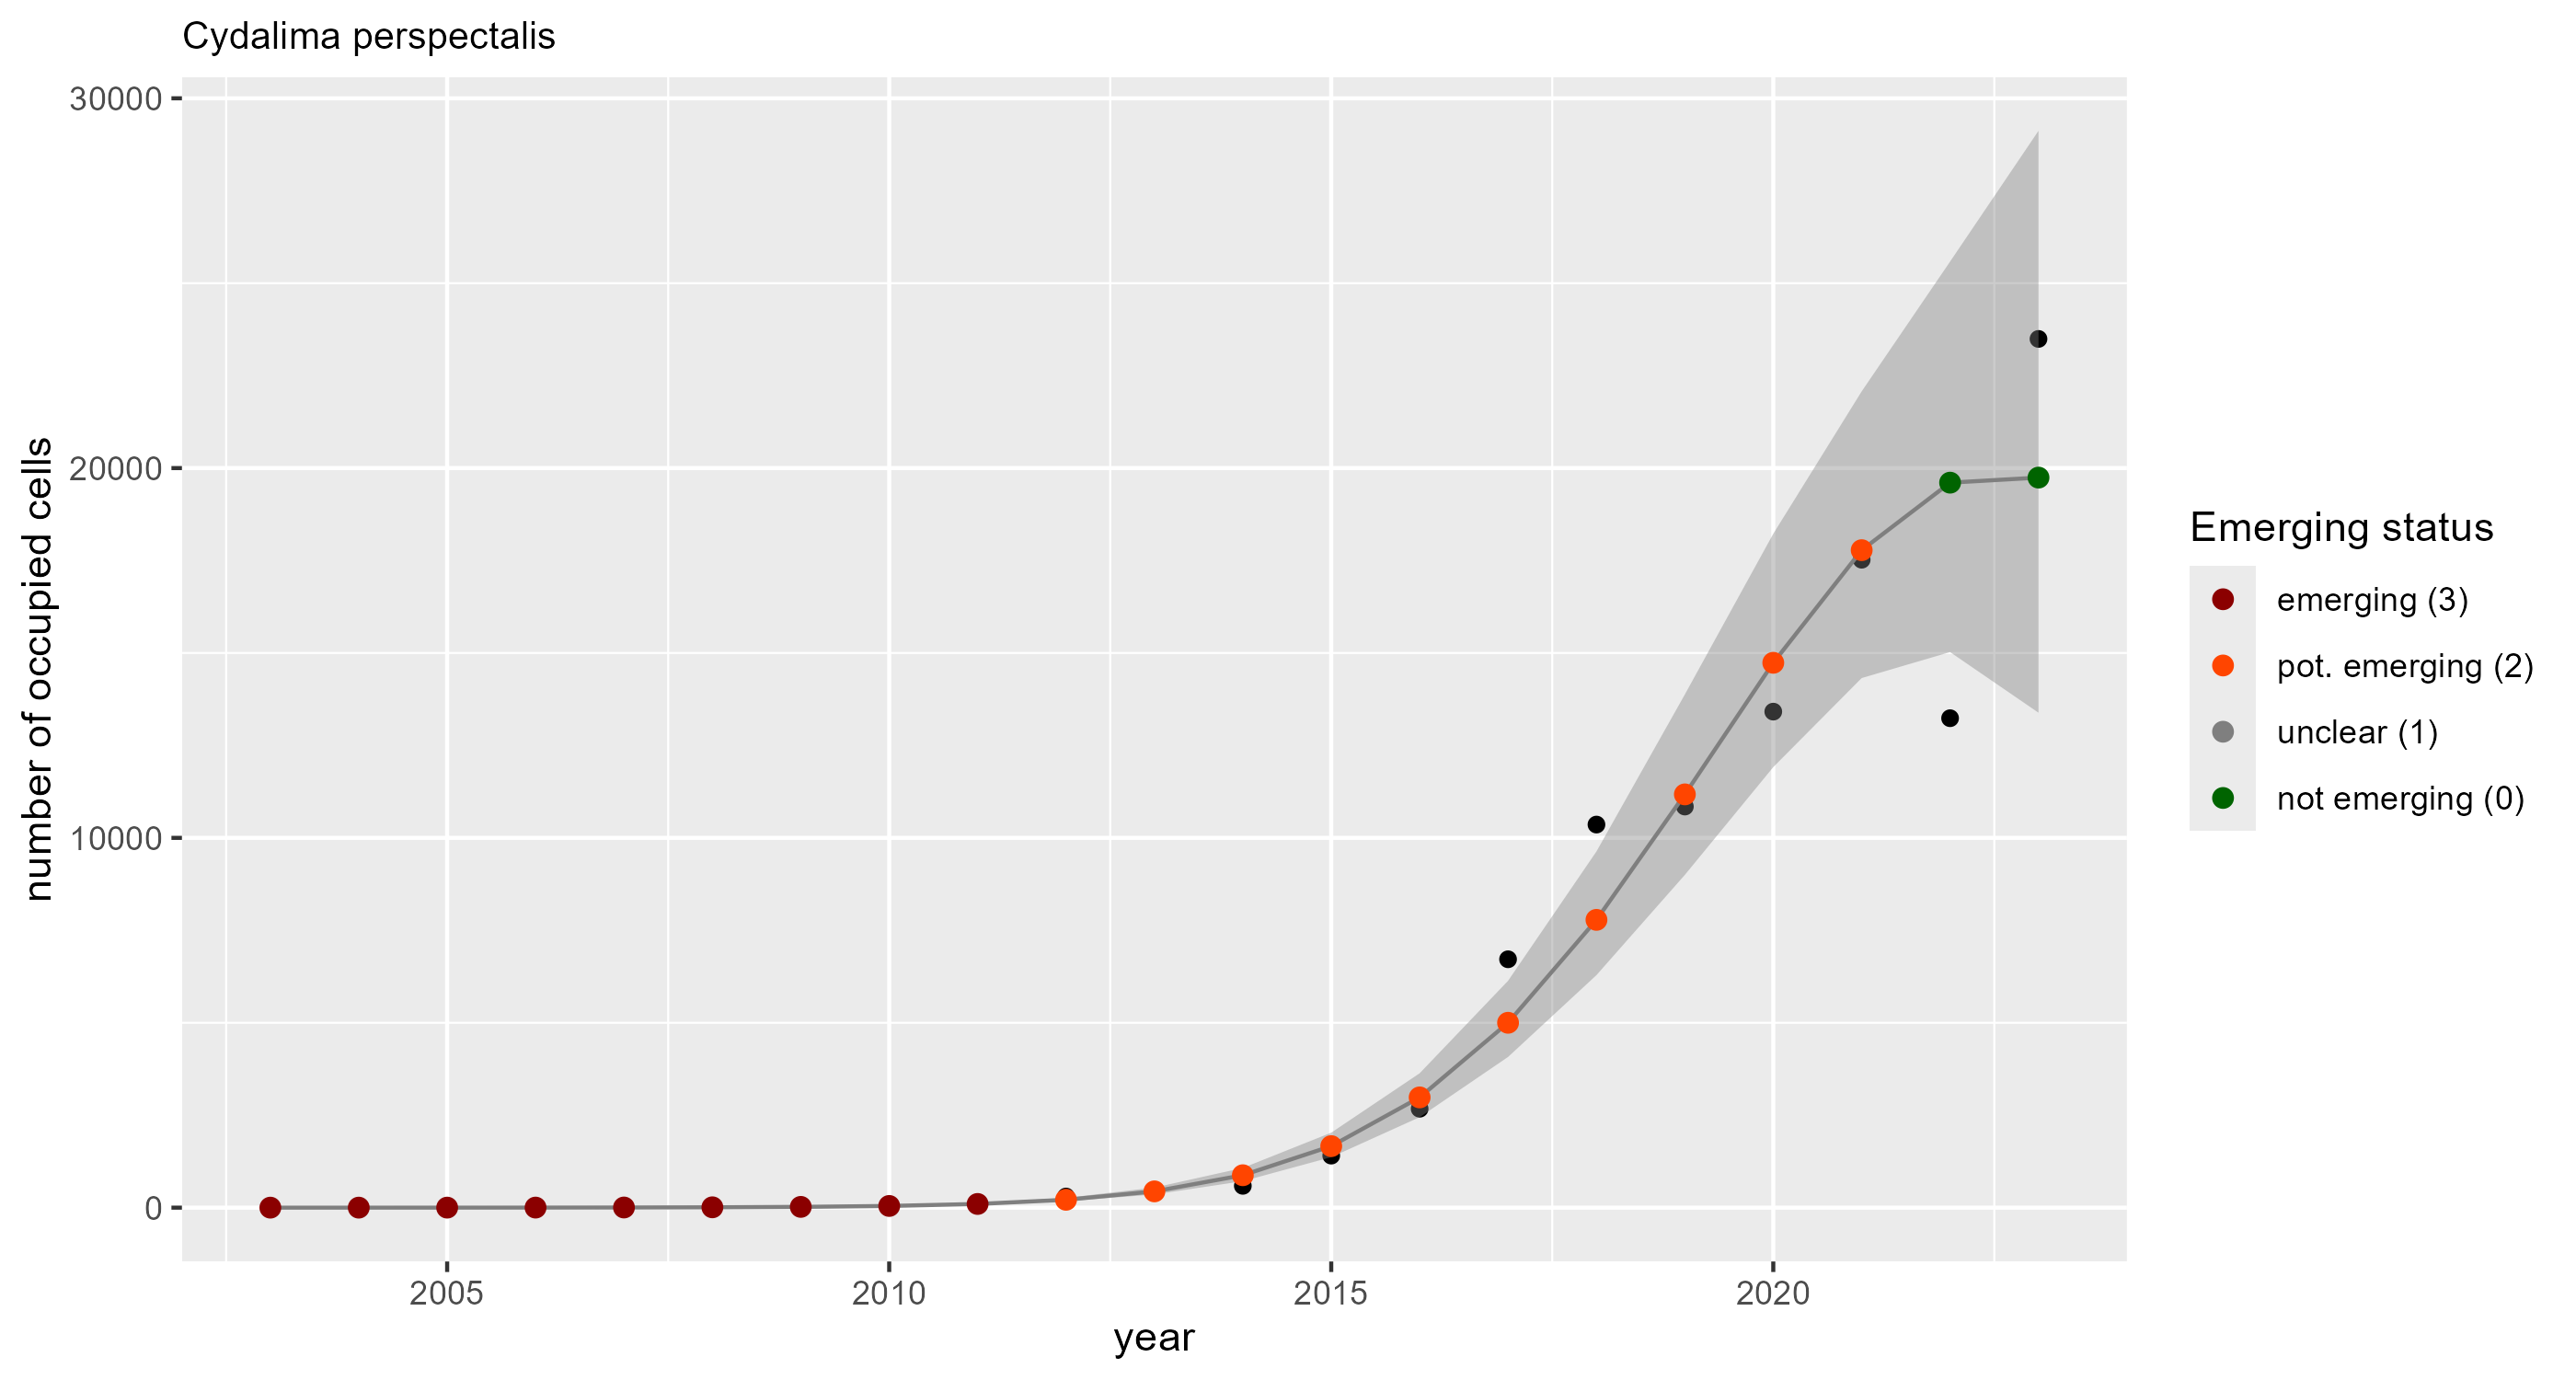 Cydalima perspectalis
30000
20000
10000
0
number of occupied cells
2005
2010
2015
2020
year
Emerging status
emerging (3)
pot. emerging (2)
unclear (1)
not emerging (0)